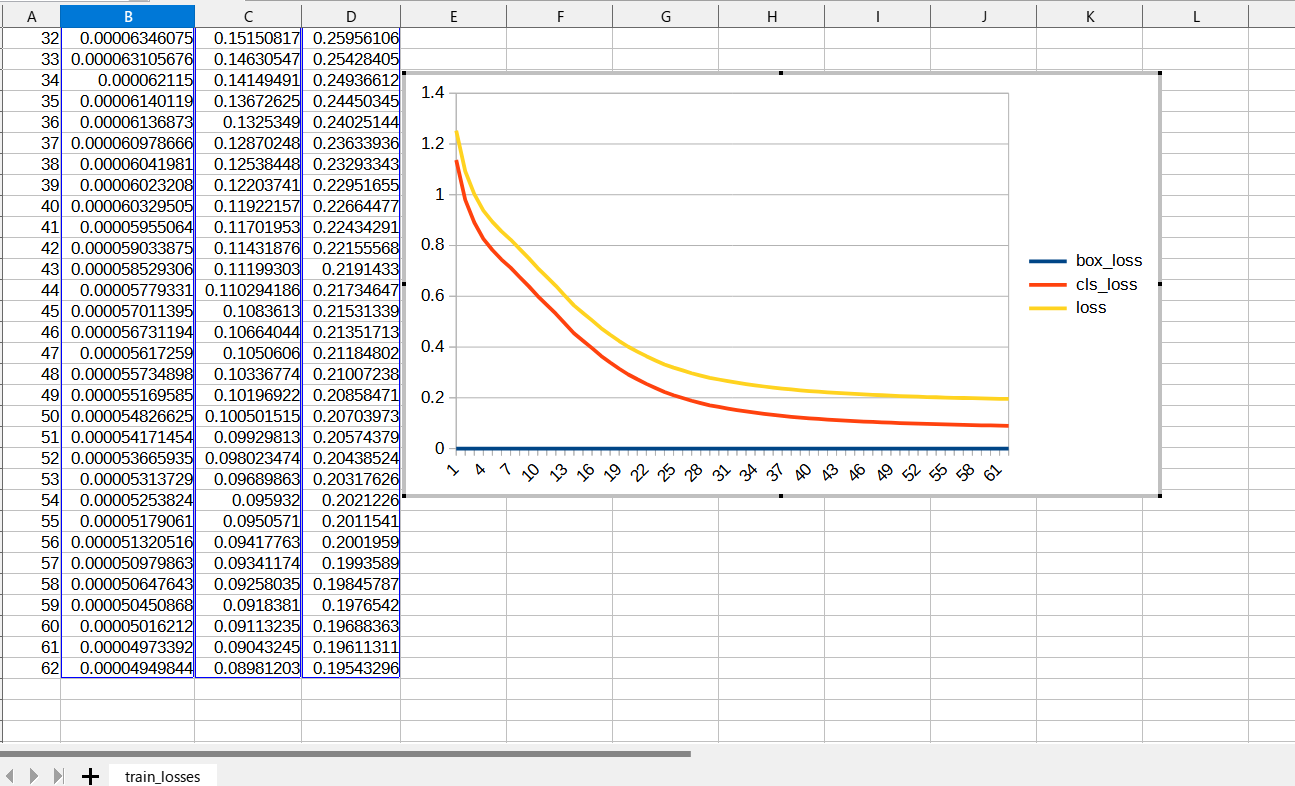 A B C D E F G H I J K L
32 0.00006346075 0.15150817 0.25956106
33 0.000063105676 0.14630547 0.25428405
34 0.000062115 0.14149491 0.24936612
35 0.00006140119 0.13672625 0.24450345
36 0.00006136873 0.1325349 0.24025144
37 0.000060978666 0.12870248 0.23633936
38 0.00006041981 0.12538448 0.23293343
39 0.00006023208 0.12203741 0.22951655
40 0.000060329505 0.11922157 0.22664477
41 0.00005955064 0.11701953 0.22434291
42 0.000059033875 0.11431876 0.22155568
43 0.000058529306 0.11199303 0.2191433
44 0.00005779331 0.110294186 0.21734647
45 0.000057011395 0.1083613 0.21531339
46 0.000056731194 0.10664044 0.21351713
47 0.00005617259 0.1050606 0.21184802
48 0.000055734898 0.10336774 0.21007238
49 0.000055169585 0.10196922 0.20858471
50 0.000054826625 0.100501515 0.20703973
51 0.000054171454 0.09929813 0.20574379
52 0.000053665935 0.098023474 0.20438524
53 0.00005313729 0.09689863 0.20317626
54 0.00005253824 0.095932 0.2021226
55 0.00005179061 0.0950571 0.2011541
56 0.000051320516 0.09417763 0.2001959
57 0.000050979863 0.09341174 0.1993589
58 0.000050647643 0.09258035 0.19845787
59 0.000050450868 0.0918381 0.1976542
60 0.00005016212 0.09113235 0.19688363
61 0.00004973392 0.09043245 0.19611311
62 0.00004949844 0.08981203 0.19543296
1.4
1.2
1
0.8
0.6
0.4
0.2
0
1 4 7 10 13 16 19 22 25 28 31 34 37 40 43 46 49 52 55 58 61
box_loss
cls_loss
loss
train_losses